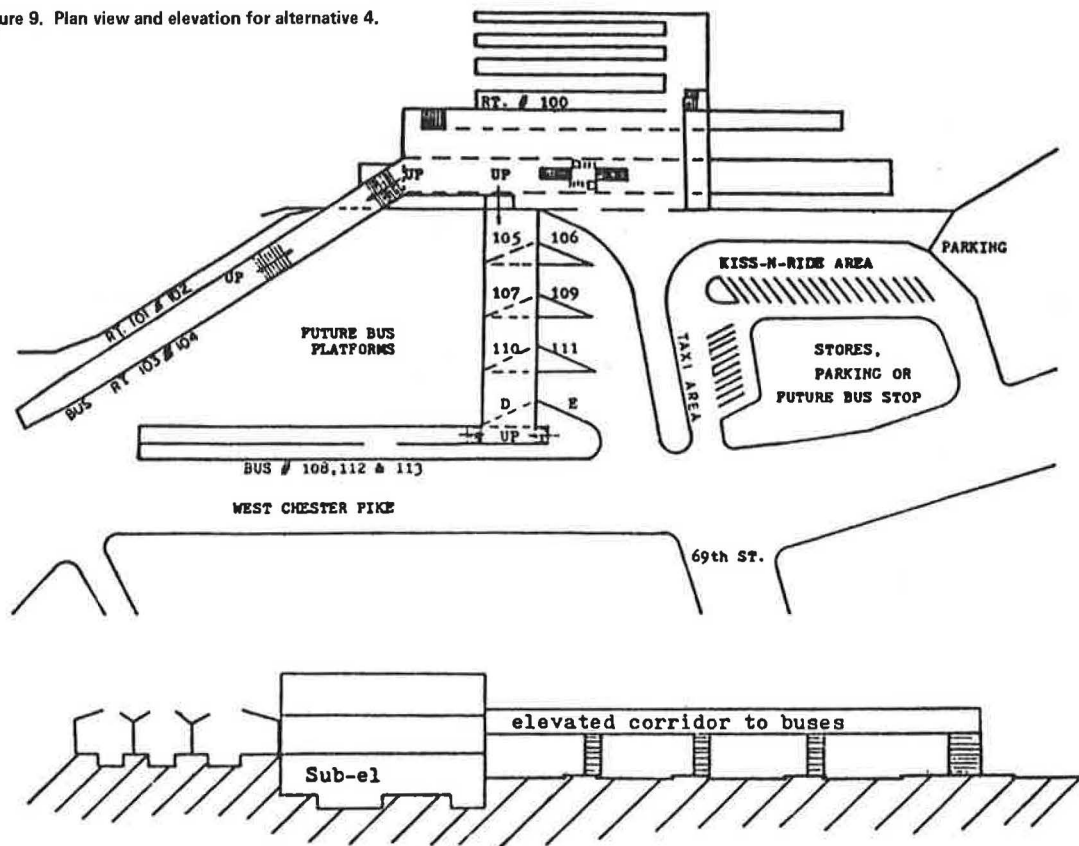 ure 9. Plan view and elevation for alternative 4.
RT. # 100
UP
UP
105
106
UP
RT. 101 & 102
BUS RT 103 & 104
107
109
110
111
D
E
UP
FUTURE BUS
PLATFORMS
BUS # 108,112 & 113
WEST CHESTER PIKE
TAXI AREA
KISS-N-RIDE AREA
PARKING
STORES,
PARKING OR
FUTURE BUS STOP
69th ST.
elevated corridor to buses
Sub-el